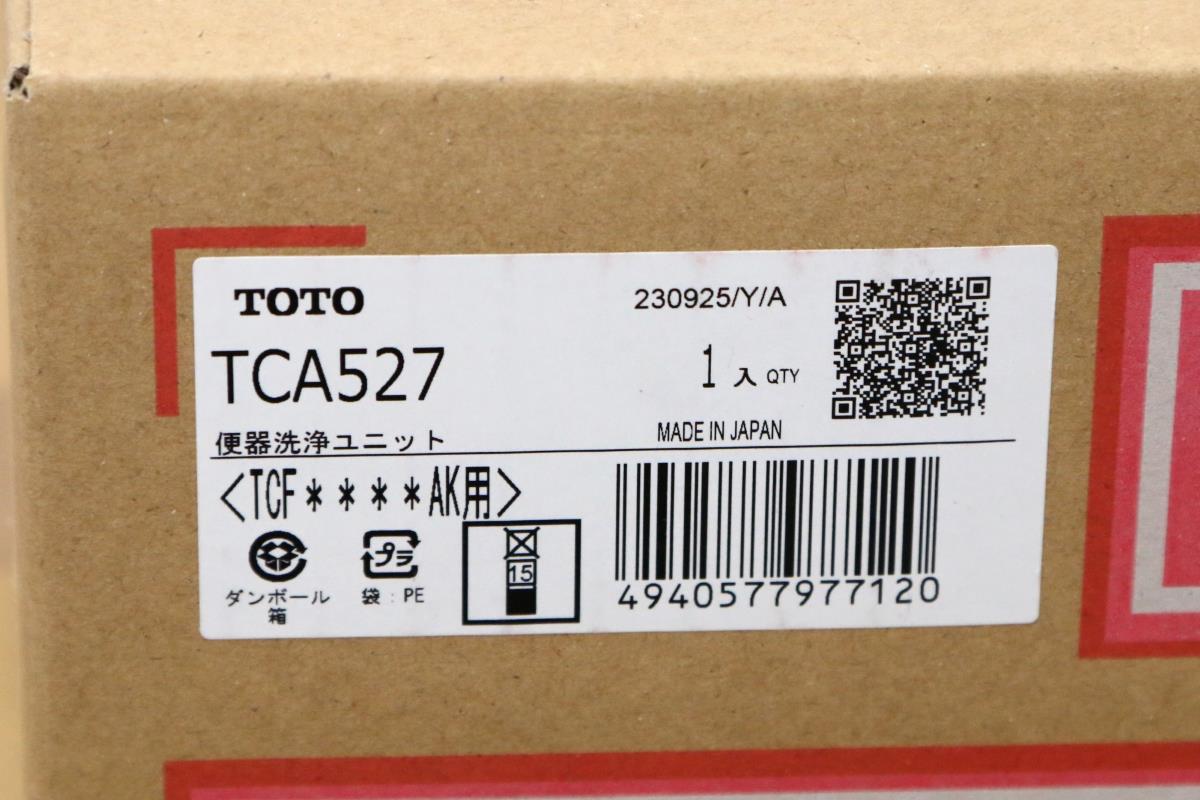 TOTO
230925/Y/A
TCA527
1 入 QTY
便器洗浄ユニット
MADE IN JAPAN
<TCF****AK用>
プラ
15
ダンボール
箱
袋:PE
4940577977120